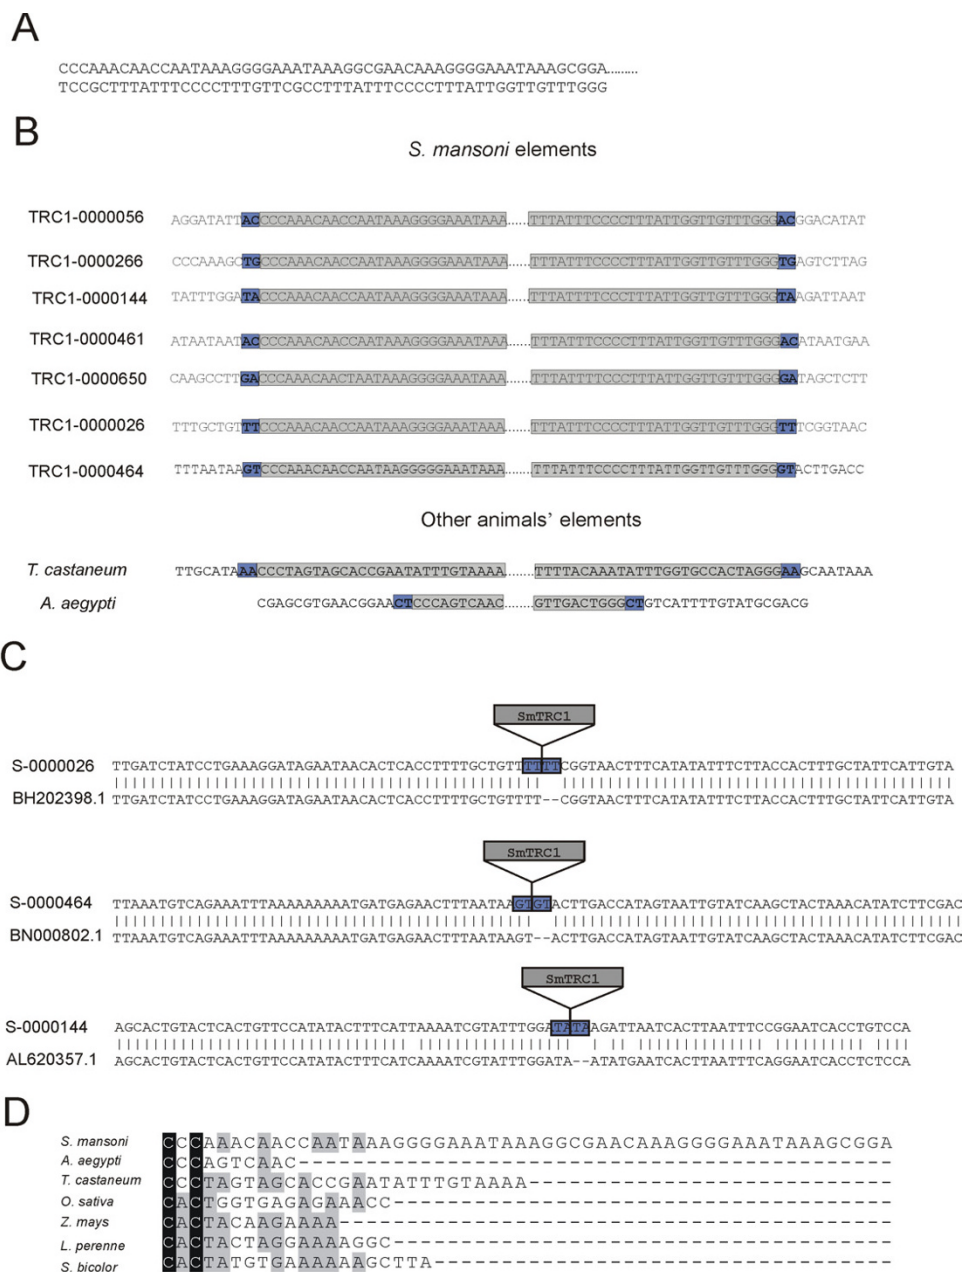 A
CCCAAACAACCAATAAAGGGGAAATAAAGGCGAACAAAGGGGAAATAAAGCGGA.........
TCCGCTTTATTTCCCCTTTGTTCGCCTTTATTTCCCCTTTATTGGTTGTTTGGG
B
S. mansoni elements
TRC1-0000056 AGGATATTACCCCAAACAACCAATAAAGGGGAAATAAA......TTTATTTCCCCTTTATTGGTTGTTTGGGACGGACATAT
TRC1-0000266 CCCAAAGCTGCCCAAACAACCAATAAAGGGGAAATAAA......TTTATTTCCCCTTTATTGGTTGTTTGGGTGAGTCTTAG
TRC1-0000144 TATTTGGATACCCAAACAACCAATAAAGGGGAAATAAA......TTTATTTCCCCTTTATTGGTTGTTTGGGTAAGATTAAT
TRC1-0000461 ATAATAATACCCCAAACAACCAATAAAGGGGAAATAAA......TTTATTTCCCCTTTATTGGTTGTTTGGGACATAATGAA
TRC1-0000650 CAAGCCTTGACCCAAACAACTAATAAAGGGGAAATAAA......TTTATTTCCCCTTTATTGGTTGTTTGGGGATAGCTCTT
TRC1-0000026 TTTGCTGTTTCCCAAACAACCAATAAAGGGGAAATAAA......TTTATTTCCCCTTTATTGGTTGTTTGGGTTTCGGTAAC
TRC1-0000464 TTTAATAAGTCCCAAACAACCAATAAGGGGGAAATAAA......TTTATTTCCCCTTTATTGGTTGTTTGGGGTACTTGACC
Other animals' elements
T. castaneum TTGCATAAACCCTAGTAGCACCGAATATTTGTAAAA......TTTTACAAATATTTGGTGCCACTAGGGAAGCAATAAA
A. aegypti CGAGCGTGAACGGAACTCCCAGTCAAC........GTTGACTGGGCTGTCATTTTGTATGCGACG
C
SmTRC1
S-0000026 TTGATCTATCCTGAAAGGATAGAATAACACTCACCTTTTGCTGTTTTTTCGGTAACTTTCATATATTTCTTACCACTTTGCTATTCATTGTA
BH202398.1 TTGATCTATCCTGAAAGGATAGAATAACACTCACCTTTTGCTGTTTT--CGGTAACTTTCATATATTTCTTACCACTTTGCTATTCATTGTA
SmTRC1
S-0000464 TTAAATGTCAGAAATTTAAAAAAAAATGATGAGAACTTTAATAAGTGTACTTGACCATAGTAATTGTATCAAGCTACTAAACATATCTTCGAC
BN000802.1 TTAAATGTCAGAAATTTAAAAAAAAATGATGAGAACTTTAATAAGT--ACTTGACCATAGTAATTGTATCAAGCTACTAAACATATCTTCGAC
SmTRC1
S-0000144 AGCACTGTACTCACTGTTCCATATACTTTCATTAAAATCGTATTTGGATATAAGATTAATCACTTAATTTCCGGAATCACCTGTCCA
AL620357.1 AGCACTGTACTCACTGTTCCATATACTTTCATCAAAATCGTATTTGGATA--ATATGAATCACTTAATTTCAGGAATCACCTCTCCA
D
S. mansoni CCCAAACAACCAATAAAGGGGAAATAAAGGCGAACAAAGGGGAAATAAAGCGGA
A. aegypti CCCAGTCAAC--------------------------------------------
T. castaneum CCCTAGTAGCACCGAATATTTGTAAAA---------------------------
O. sativa CACTGGTGAGAGAAACC-------------------------------------
Z. mays CACTACAAGAAAA-----------------------------------------
L. perenne CACTACTAGGAAAAGGC-------------------------------------
S. bicolor CACTATGTGAAAAAAGCTTA----------------------------------